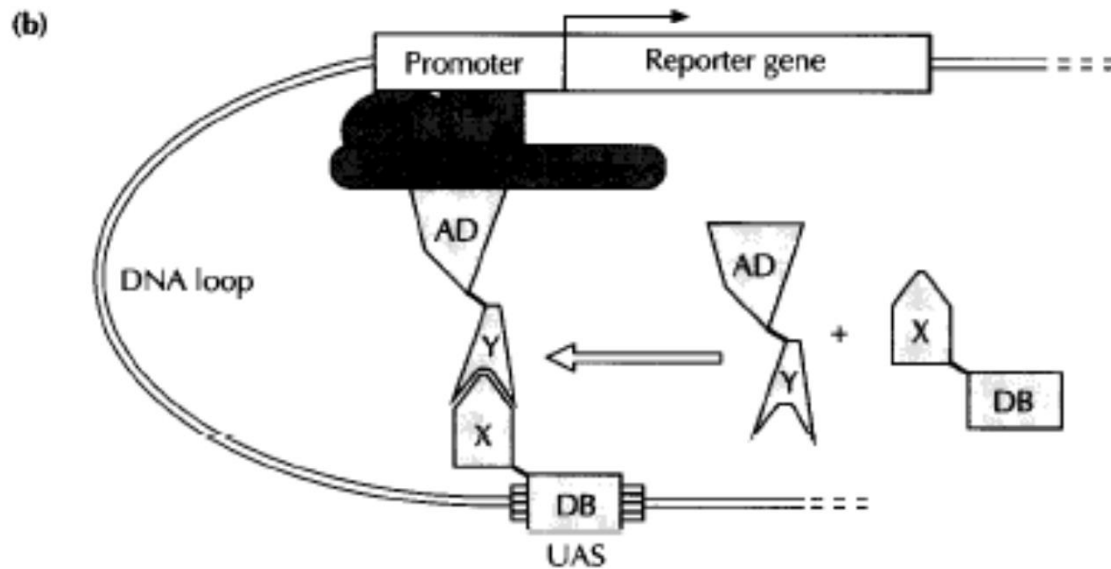 (b)
Promoter
Reporter gene
AD
DNA loop
AD
Y
+
X
Y
X
DB
DB
UAS